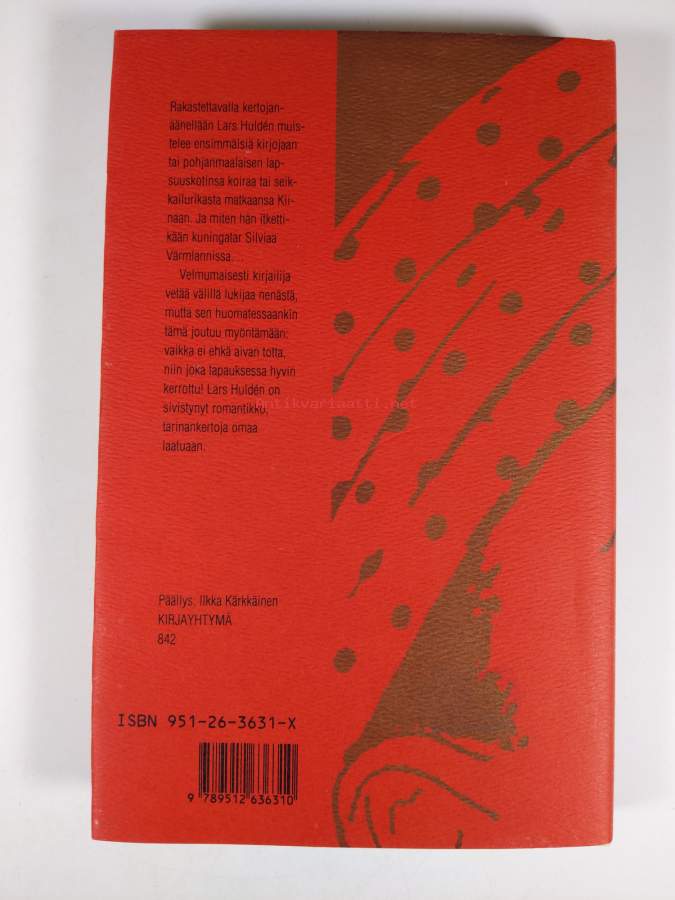 Rakastettavalla kertojan-
äänellään Lars Huldén muis-
telee ensimmäisiä kirjojaan
tai pohjanmaalaisen lap-
suuskotinsa koiraa tai seik-
kailurikasta matkaansa Kii-
naan. Ja miten hän itketti-
kään kuningatar Silviaa
Värmlannissa...
Velmumaisesti kirjailija
vetää välillä lukijaa nenästä,
mutta sen huomatessaankin
tämä joutuu myöntämään:
vaikka ei ehkä aivan totta,
niin joka tapauksessa hyvin
kerrottu! Lars Huldén on
sivistynyt romantikko,
tarinankertoja omaa
laatuaan.
antikvariaatti.net
Päällys: Ilkka Kärkkäinen
KIRJAYHTYMÄ
842
ISBN 951-26-3631-X
9 789512 636310